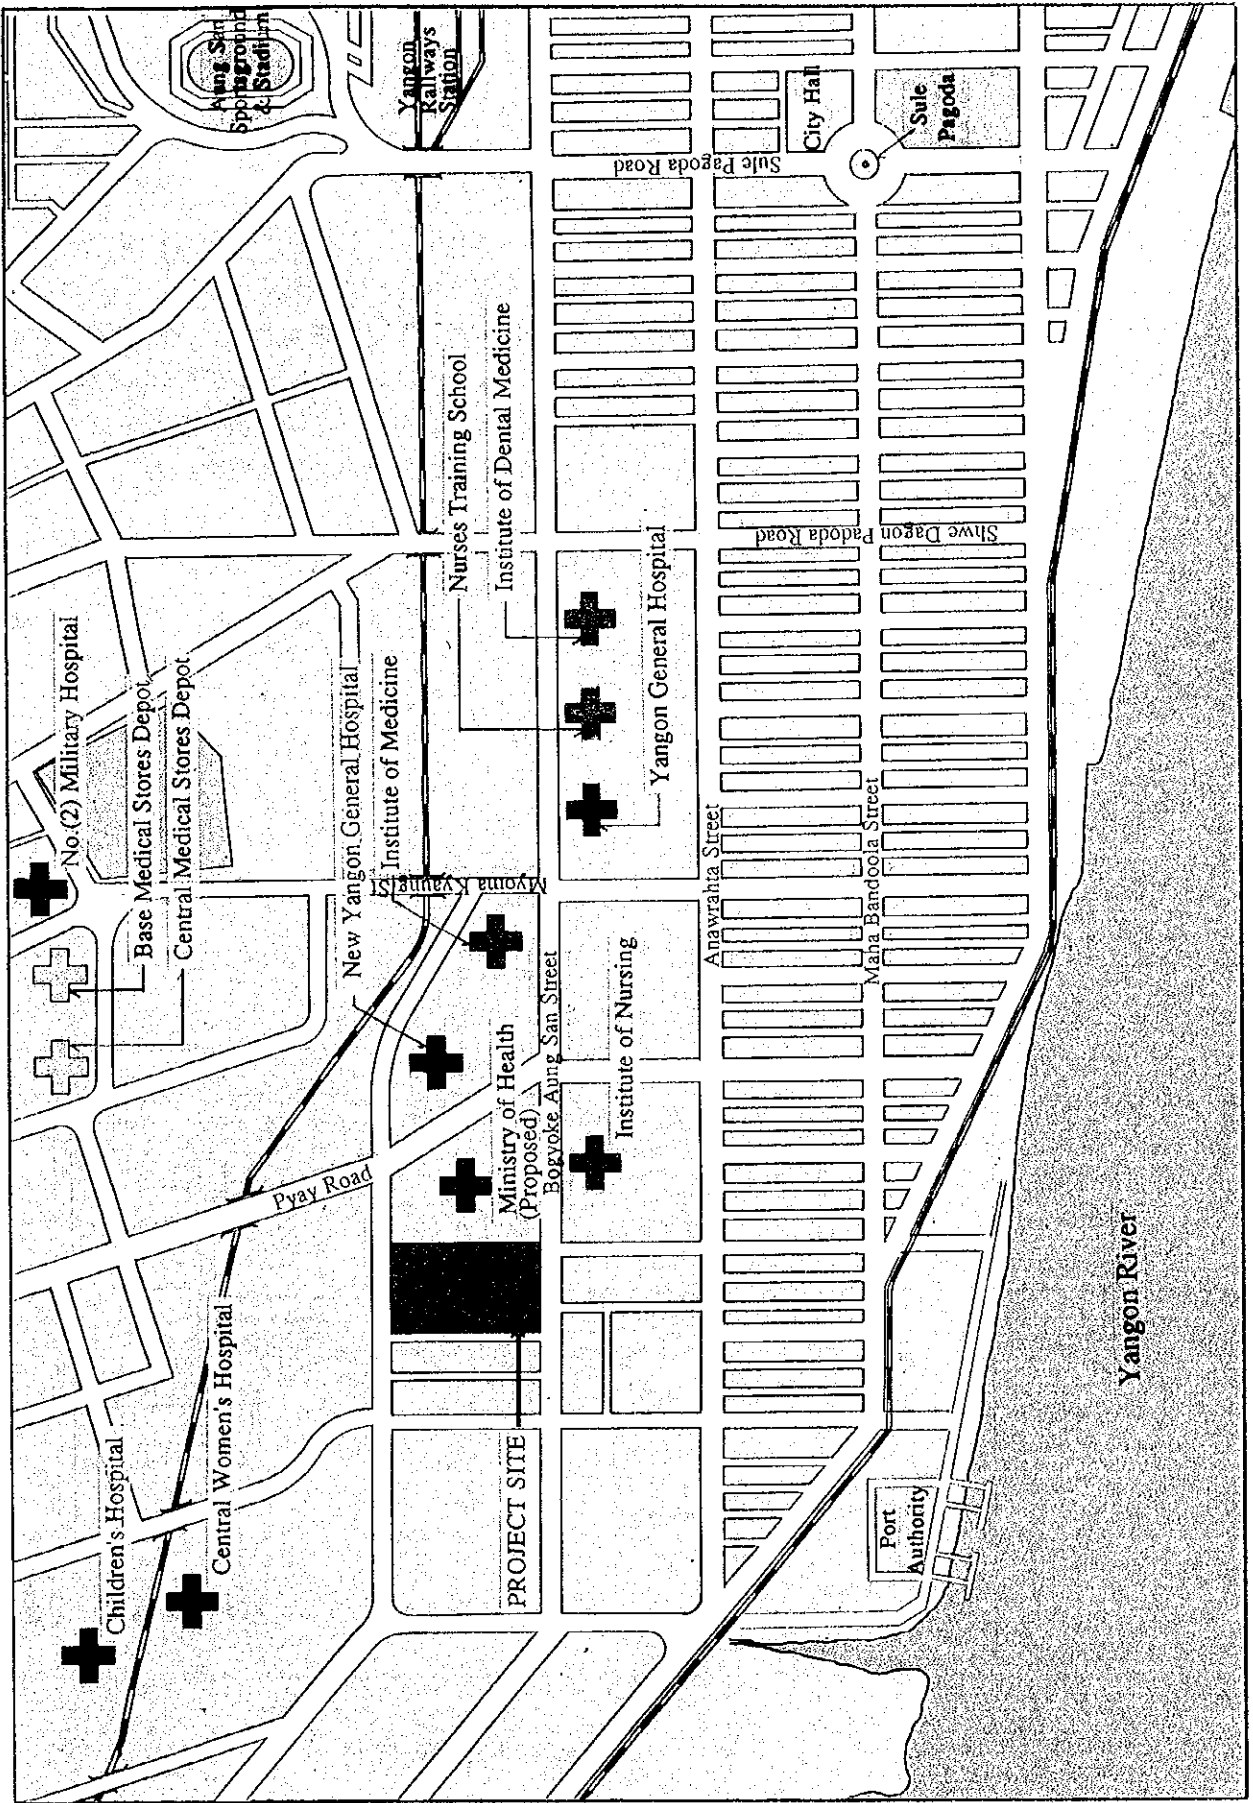 Children's Hospital
Central Women's Hospital
No.(2) Military Hospital
Base Medical Stores Depot
Central Medical Stores Depot
Aung San
Sportsground
& Stadium
Yangon
Railways
Station
Pyay Road
New Yangon General Hospital
Institute of Medicine
Myoma Kyaung St
Nurses Training School
Institute of Dental Medicine
PROJECT SITE
Ministry of Health
(Proposed)
Bogyoke Aung San Street
Institute of Nursing
Yangon General Hospital
Sule Pagoda Road
City Hall
Sule
Pagoda
Anawrahta Street
Shwe Dagon Padoda Road
Maha Bandoola Street
Port
Authority
Yangon River